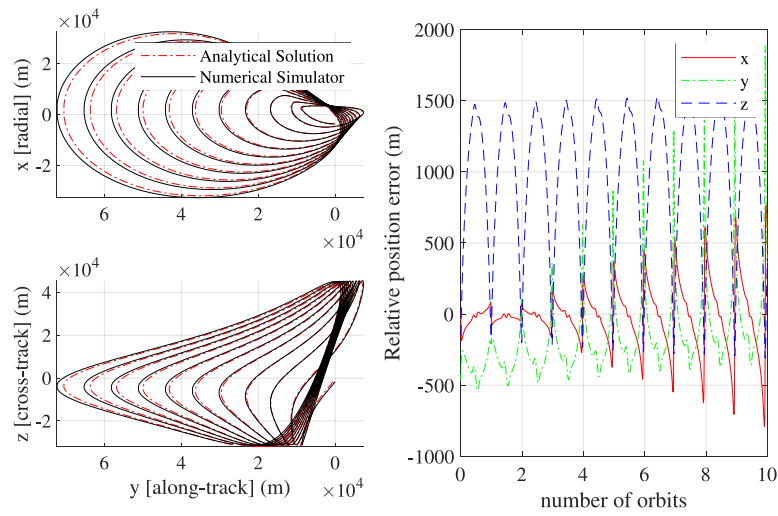 ×10⁴
2
0
-2
x [radial] (m)
Analytical Solution
Numerical Simulator
6 4 2 0
×10⁴
×10⁴
4
2
0
-2
z [cross-track] (m)
6 4 2 0
y [along-track] (m)
×10⁴
2000
1500
1000
500
0
-500
-1000
Relative position error (m)
x
y
z
0 2 4 6 8 10
number of orbits